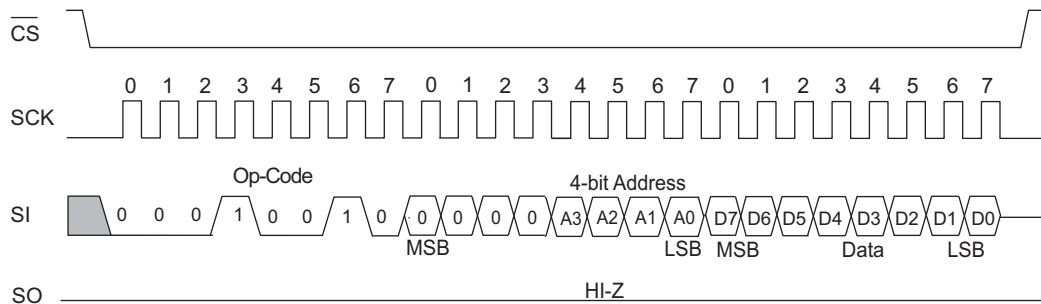 CS
0 1 2 3 4 5 6 7 0 1 2 3 4 5 6 7 0 1 2 3 4 5 6 7
SCK
Op-Code 4-bit Address
SI 0 0 0 1 0 0 1 0 0 0 0 0 A3 A2 A1 A0 D7 D6 D5 D4 D3 D2 D1 D0
MSB LSB MSB Data LSB
HI-Z
SO